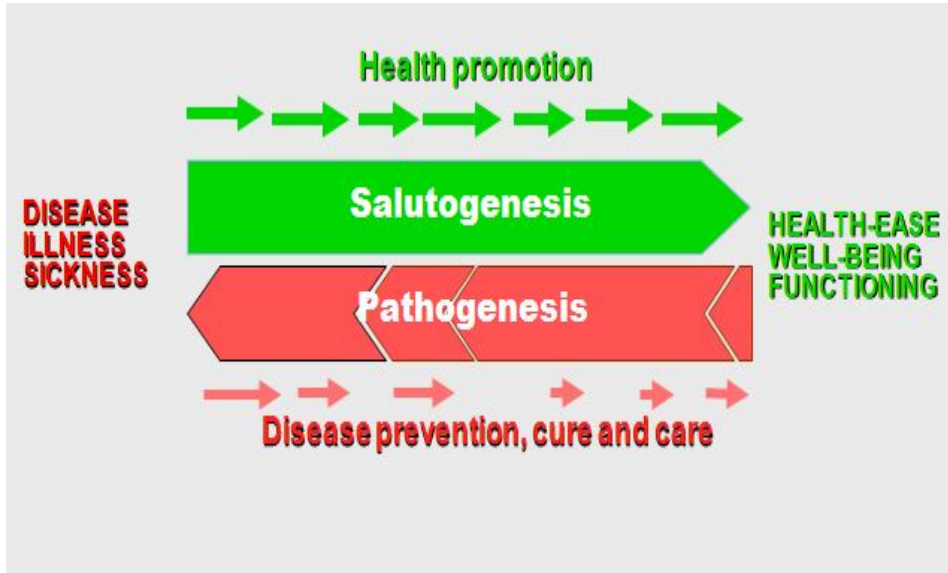 Health promotion
Salutogenesis
DISEASE
ILLNESS
SICKNESS
HEALTH-EASE
WELL-BEING
FUNCTIONING
Pathogenesis
Disease prevention, cure and care